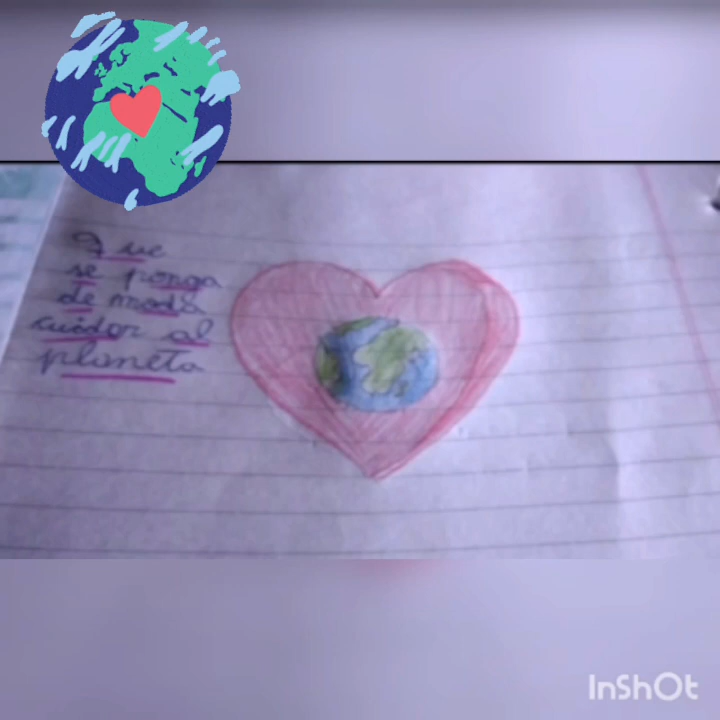 Que
se ponga
de moda
cuidar al
planeta
InShOt